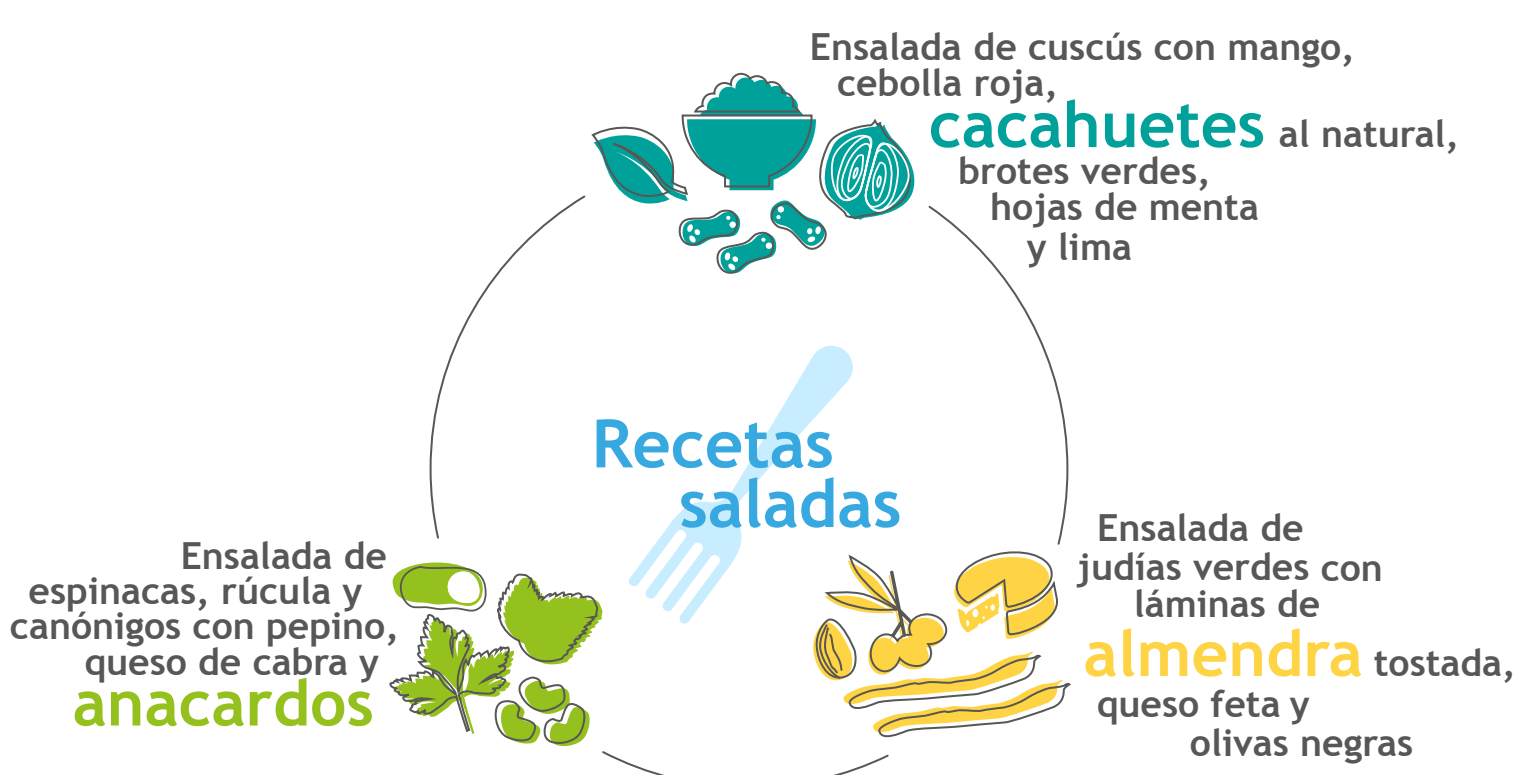 Ensalada de cuscús con mango,
cebolla roja,
cacahuetes al natural,
brotes verdes,
hojas de menta
y lima
Recetas
saladas
Ensalada de
espinacas, rúcula y
canónigos con pepino,
queso de cabra y
anacardos
Ensalada de
judías verdes con
láminas de
almendra tostada,
queso feta y
olivas negras